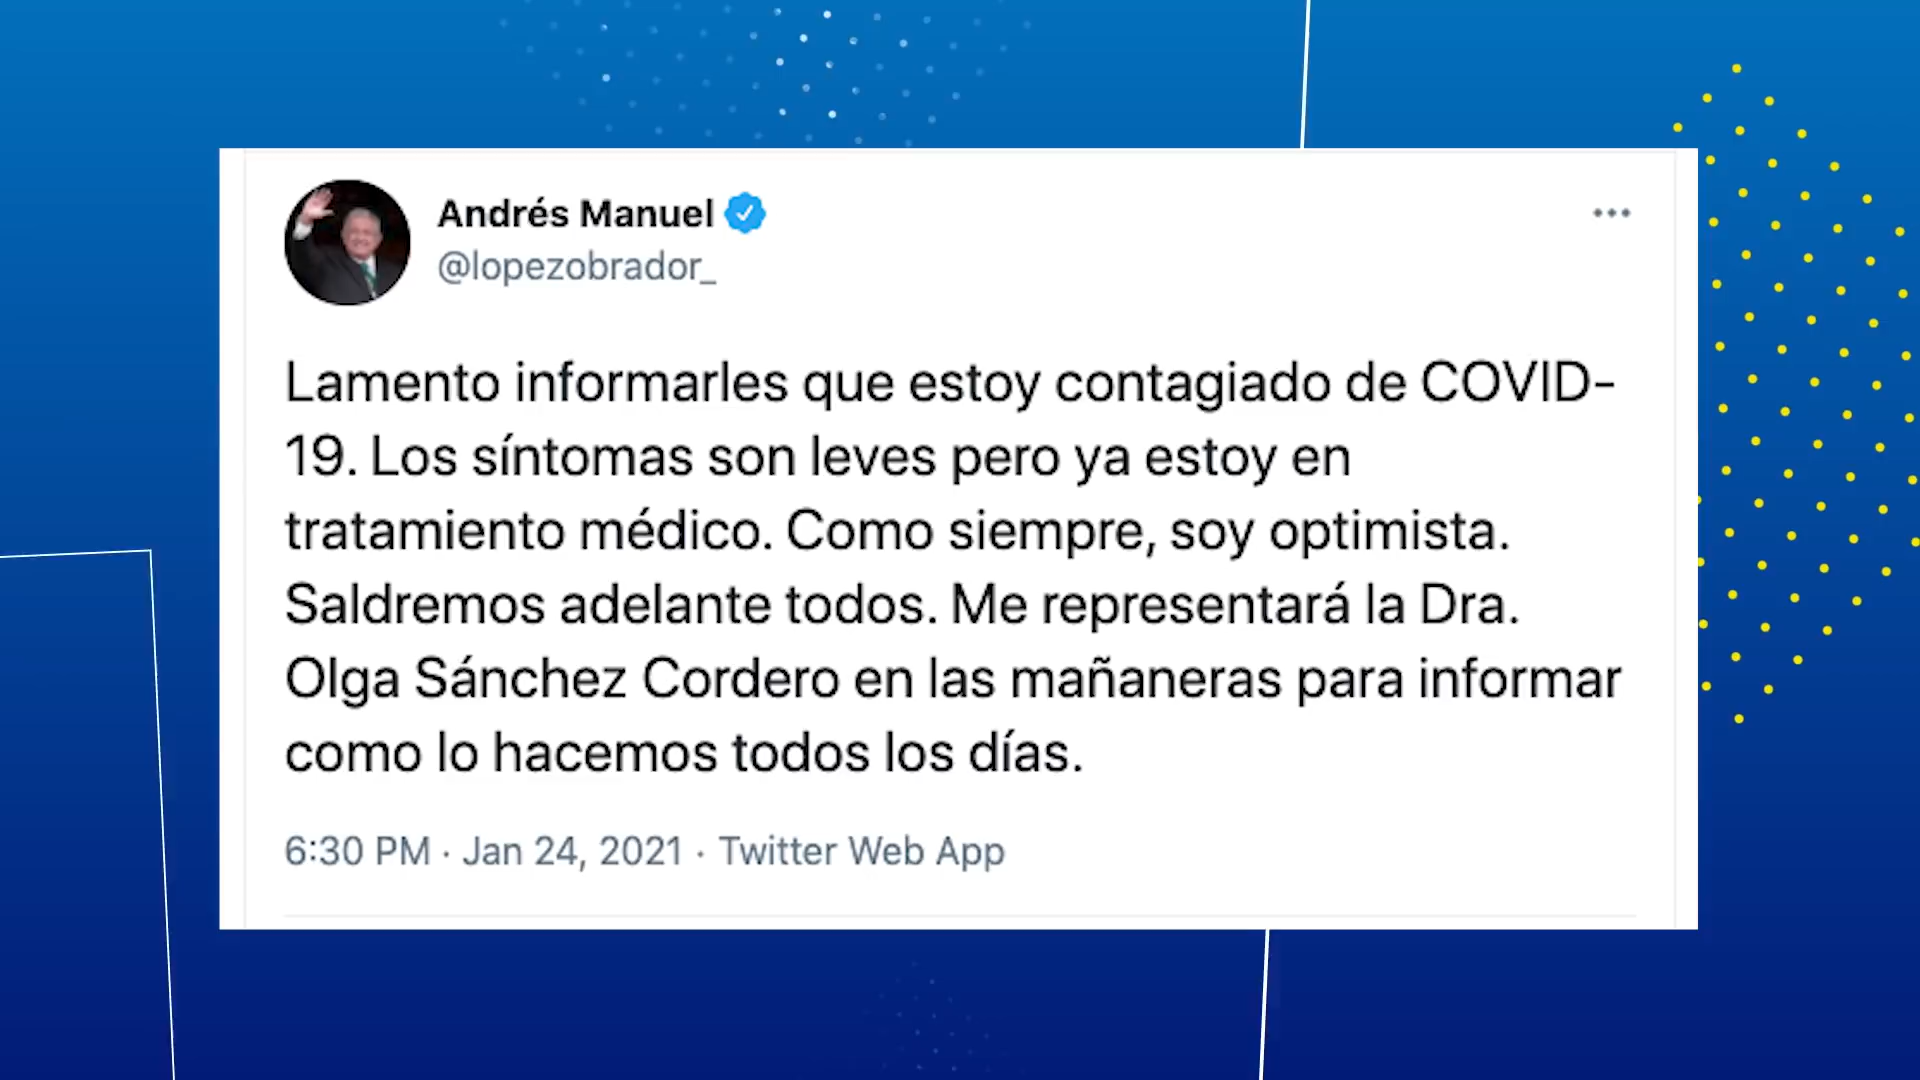 Andrés Manuel
@lopezobrador_
Lamento informarles que estoy contagiado de COVID-
19. Los síntomas son leves pero ya estoy en
tratamiento médico. Como siempre, soy optimista.
Saldremos adelante todos. Me representará la Dra.
Olga Sánchez Cordero en las mañaneras para informar
como lo hacemos todos los días.
6:30 PM · Jan 24, 2021 · Twitter Web App